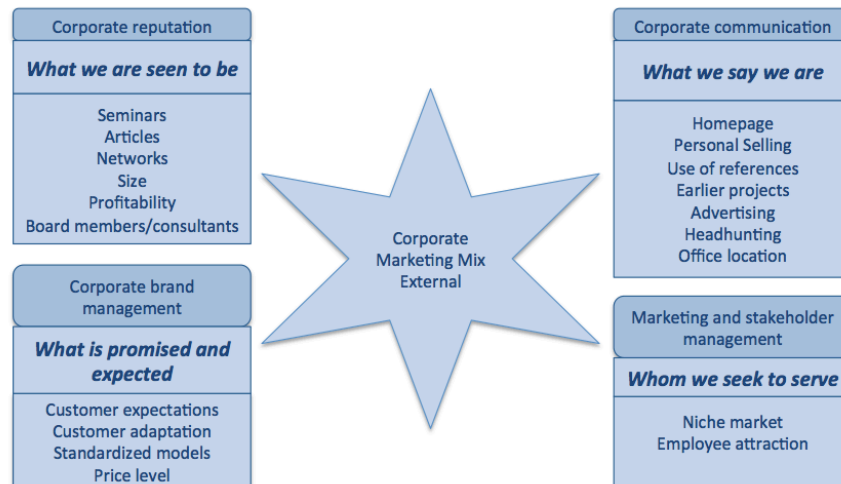 Corporate reputation
What we are seen to be
Seminars
Articles
Networks
Size
Profitability
Board members/consultants
Corporate communication
What we say we are
Homepage
Personal Selling
Use of references
Earlier projects
Advertising
Headhunting
Office location
Corporate
Marketing Mix
External
Corporate brand
management
What is promised and
expected
Customer expectations
Customer adaptation
Standardized models
Price level
Marketing and stakeholder
management
Whom we seek to serve
Niche market
Employee attraction